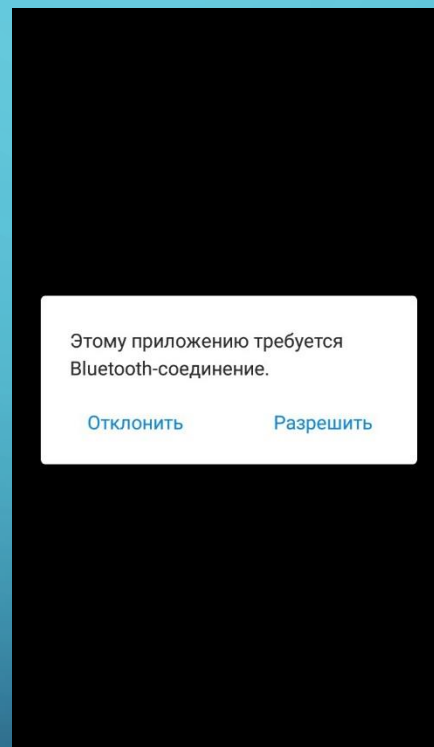 Этому приложению требуется
Bluetooth-соединение.
Отклонить Разрешить